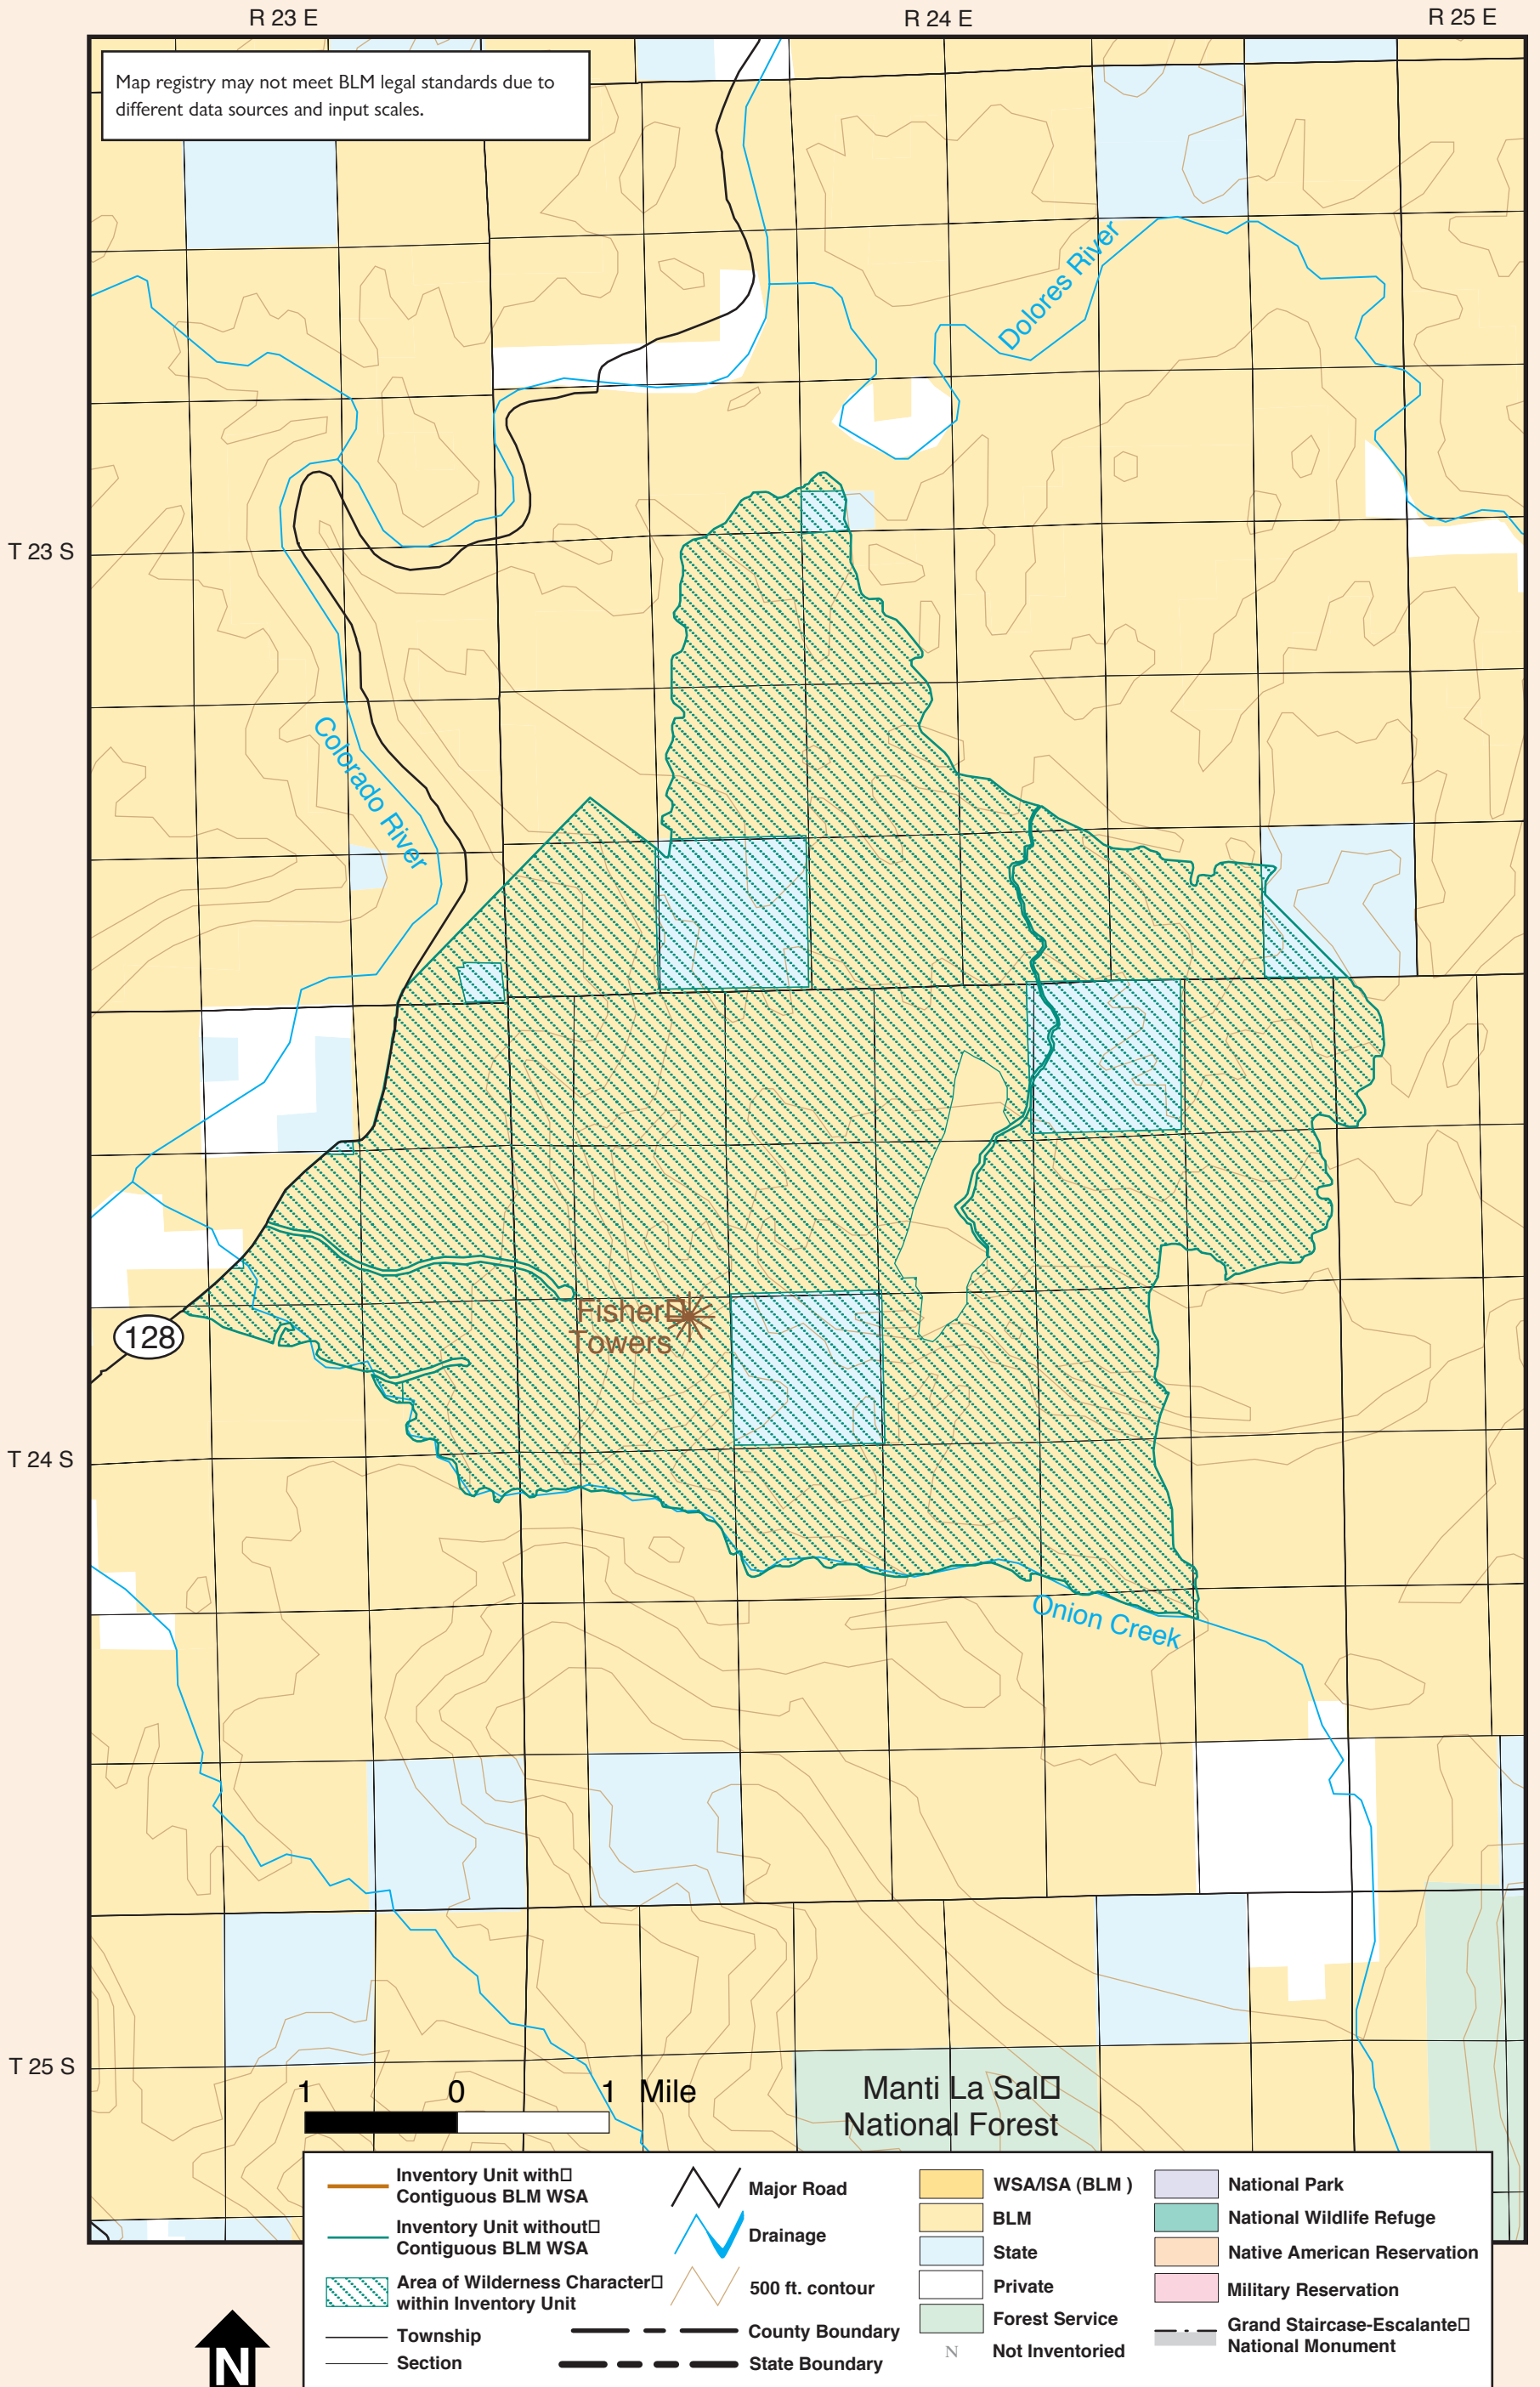 R 23 E
R 24 E
R 25 E
Map registry may not meet BLM legal standards due to
different data sources and input scales.
Dolores River
T 23 S
Colorado River
Fisher
Towers
128
T 24 S
Onion Creek
T 25 S
1 0 1 Mile
Manti La Sal
National Forest
Inventory Unit with
Contiguous BLM WSA
Inventory Unit without
Contiguous BLM WSA
Area of Wilderness Character
within Inventory Unit
Township
Section
Major Road
Drainage
500 ft. contour
County Boundary
State Boundary
WSA/ISA (BLM )
BLM
State
Private
Forest Service
N Not Inventoried
National Park
National Wildlife Refuge
Native American Reservation
Military Reservation
Grand Staircase-Escalante
National Monument
N